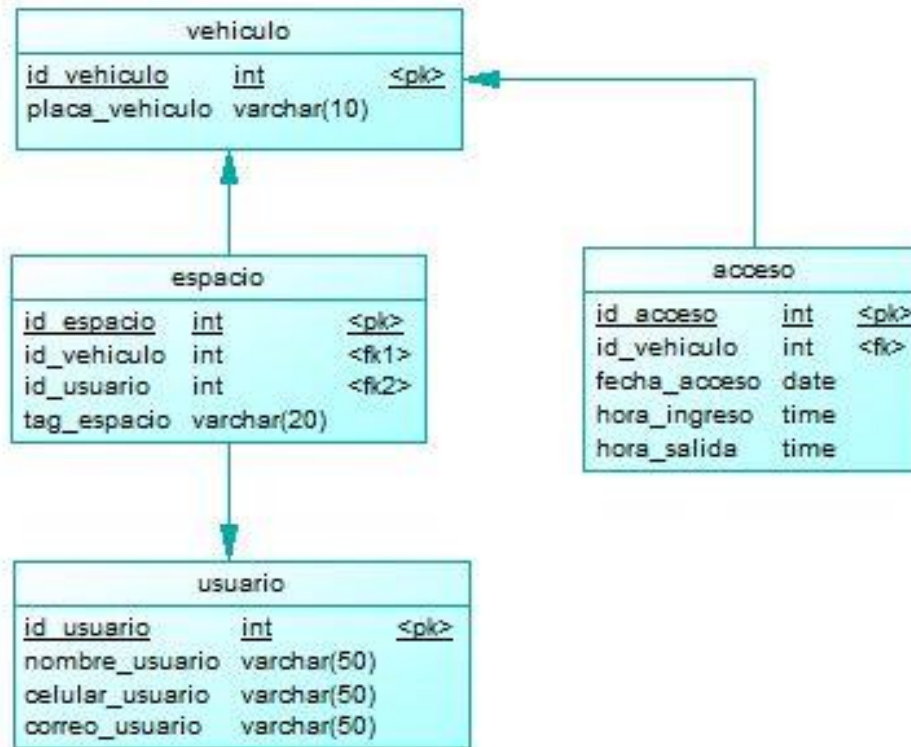 vehiculo
id_vehiculo int <pk>
placa_vehiculo varchar(10)
espacio
id_espacio int <pk>
id_vehiculo int <fk1>
id_usuario int <fk2>
tag_espacio varchar(20)
acceso
id_acceso int <pk>
id_vehiculo int <fk>
fecha_acceso date
hora_ingreso time
hora_salida time
usuario
id_usuario int <pk>
nombre_usuario varchar(50)
celular_usuario varchar(50)
correo_usuario varchar(50)